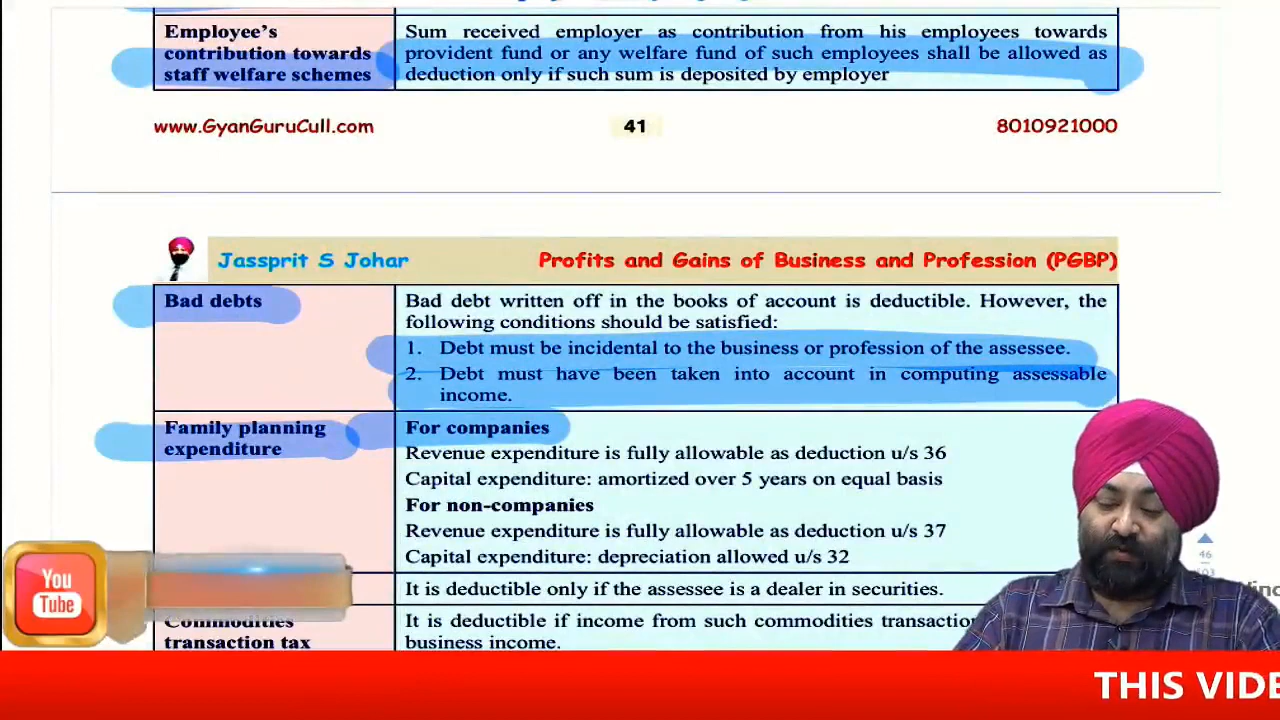 Employee's
contribution towards
staff welfare schemes
Sum received employer as contribution from his employees towards
provident fund or any welfare fund of such employees shall be allowed as
deduction only if such sum is deposited by employer
www.GyanGuruCull.com
41
8010921000
Jassprit S Johar
Profits and Gains of Business and Profession (PGBP)
Bad debts
Bad debt written off in the books of account is deductible. However, the
following conditions should be satisfied:
1. Debt must be incidental to the business or profession of the assessee.
2. Debt must have been taken into account in computing assessable
income.
Family planning
expenditure
For companies
Revenue expenditure is fully allowable as deduction u/s 36
Capital expenditure: amortized over 5 years on equal basis
For non-companies
Revenue expenditure is fully allowable as deduction u/s 37
Capital expenditure: depreciation allowed u/s 32
It is deductible only if the assessee is a dealer in securities.
Commodities
transaction tax
It is deductible if income from such commodities
business income.
46
You
Tube
THIS